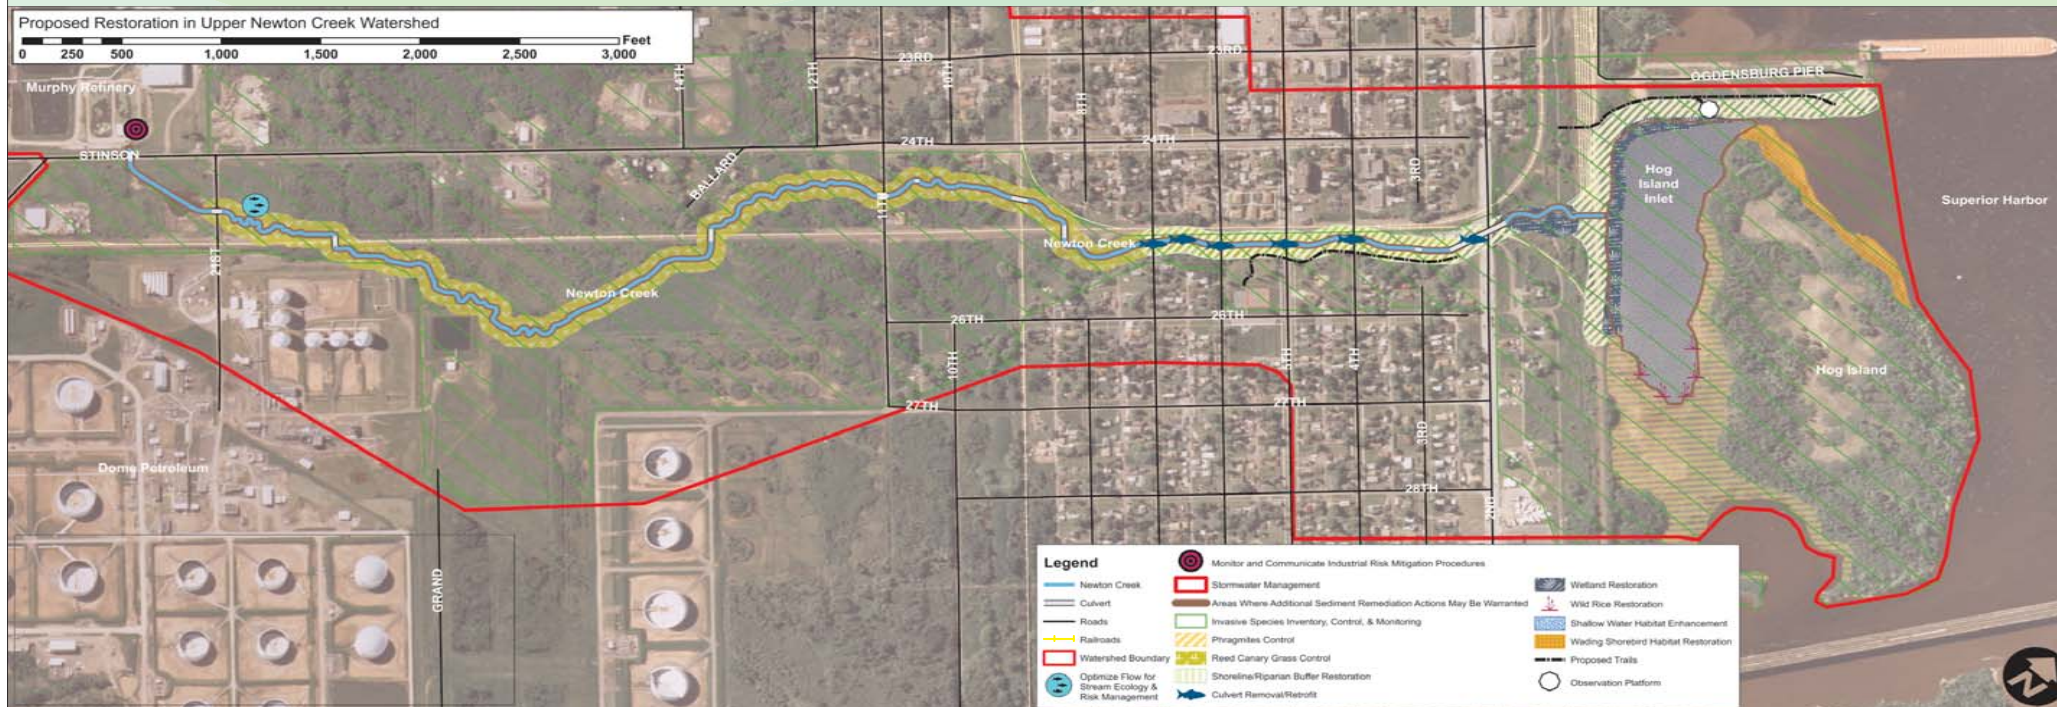 Proposed Restoration in Upper Newton Creek Watershed
0 250 500 1,000 1,500 2,000 2,500 3,000 Feet
Murphy Refinery
STINSON
21ST
Dome Petroleum
GRAND
Newton Creek
BALLARD
14TH
12TH
23RD
10TH
8TH
23RD
24TH
24TH
11TH
3RD
Newton Creek
26TH
26TH
10TH
5TH
4TH
27TH
27TH
3RD
28TH
2ND
OGDENSBURG PIER
Hog
Island
Inlet
Superior Harbor
Hog Island
Legend
Newton Creek
Culvert
Roads
Railroads
Watershed Boundary
Optimize Flow for
Stream Ecology &
Risk Management
Monitor and Communicate Industrial Risk Mitigation Procedures
Stormwater Management
Areas Where Additional Sediment Remediation Actions May Be Warranted
Invasive Species Inventory, Control, & Monitoring
Phragmites Control
Reed Canary Grass Control
Shoreline/Riparian Buffer Restoration
Culvert Removal/Retrofit
Wetland Restoration
Wild Rice Restoration
Shallow Water Habitat Enhancement
Wading Shorebird Habitat Restoration
Proposed Trails
Observation Platform
N